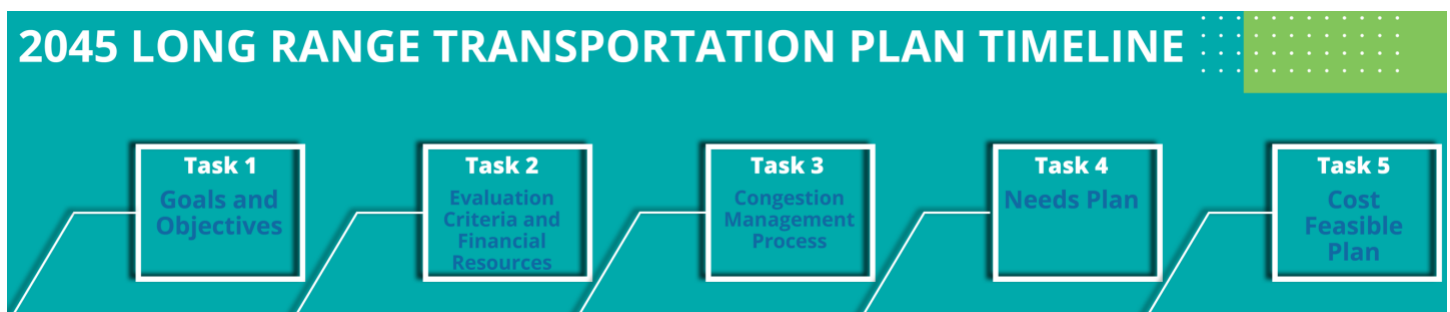 2045 LONG RANGE TRANSPORTATION PLAN TIMELINE
Task 1
Goals and
Objectives
Task 2
Evaluation
Criteria and
Financial
Resources
Task 3
Congestion
Management
Process
Task 4
Needs Plan
Task 5
Cost
Feasible
Plan